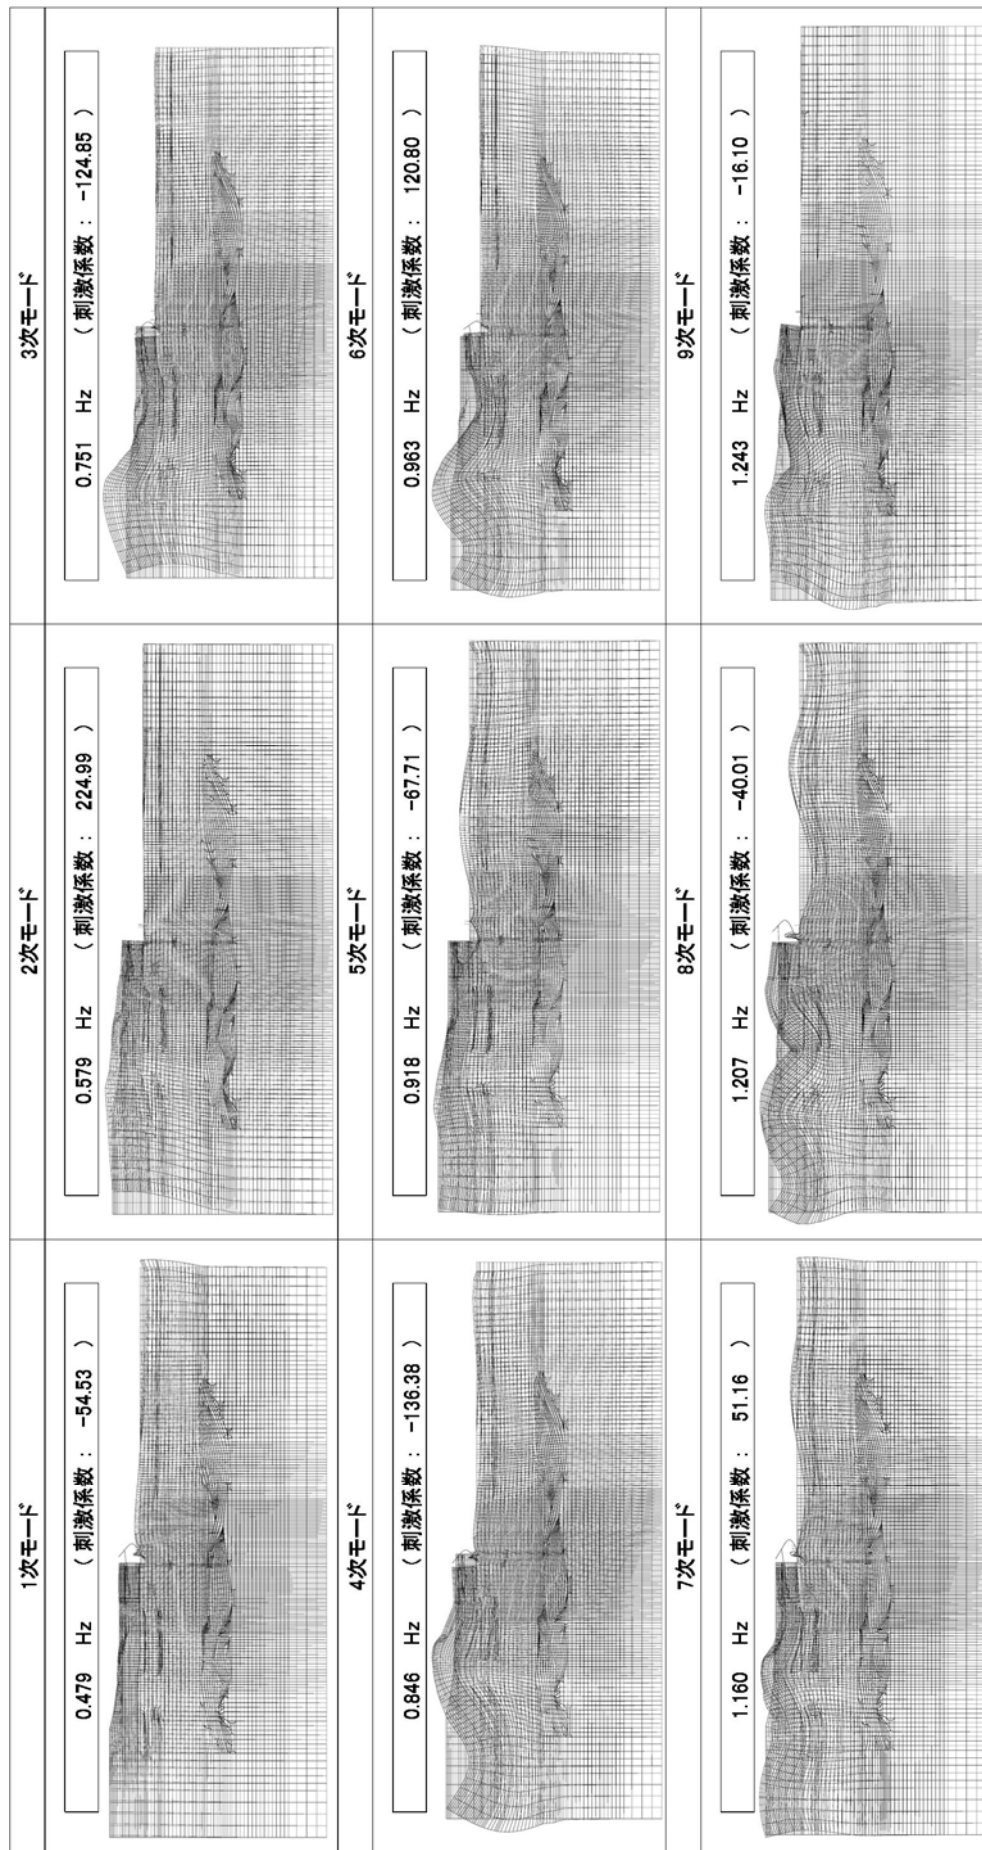 1次モード
0.479 Hz ( 刺激係数 : -54.53 )
2次モード
0.579 Hz ( 刺激係数 : 224.99 )
3次モード
0.751 Hz ( 刺激係数 : -124.85 )
4次モード
0.846 Hz ( 刺激係数 : -136.38 )
5次モード
0.918 Hz ( 刺激係数 : -67.71 )
6次モード
0.963 Hz ( 刺激係数 : 120.80 )
7次モード
1.160 Hz ( 刺激係数 : 51.16 )
8次モード
1.207 Hz ( 刺激係数 : -40.01 )
9次モード
1.243 Hz ( 刺激係数 : -16.10 )